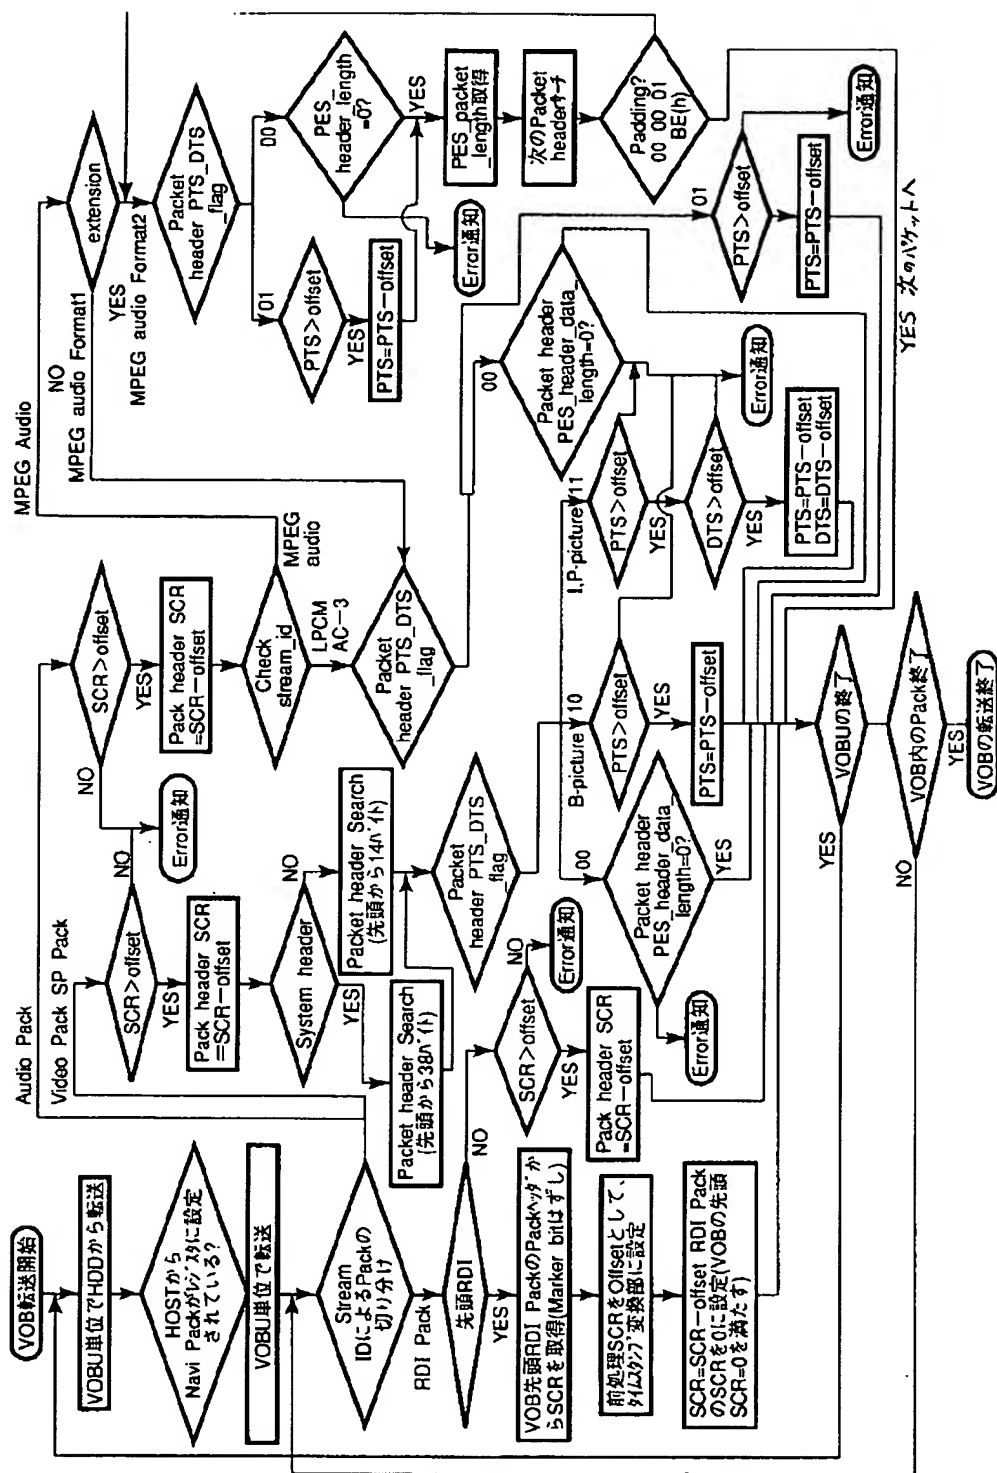 VOB転送開始
VOBU単位でHDDから転送
HOSTから
Navi Packがレジスタに設定
されている?
VOBU単位で転送
Stream
IDによるPackの
切り分け
RDI Pack
先頭RDI
NO
YES
VOB先頭RDI PackのPackヘッダか
らSCRを取得(Marker bitはずし)
前処理SCRをOffsetとして、
タイムスタンプ変換部に設定
SCR=SCR−offset RDI Pack
のSCRを0に設定(VOBの先頭
SCR=0を満たす)
Audio Pack
Video Pack SP Pack
SCR>offset
NO
YES
Pack header SCR
=SCR−offset
System header
NO
YES
Packet header Search
(先頭から14バイト)
Packet header Search
(先頭から38バイト)
Packet
header PTS_DTS
_flag
SCR>offset
NO
Error通知
YES
Pack header SCR
=SCR−offset
SCR>offset
NO
Error通知
YES
Pack header SCR
=SCR−offset
Check
stream_id
MPEG
audio
LPCM
AC−3
Packet
header PTS_DTS
_flag
00
Packet header
PES_header_data_
length=0?
YES
Error通知
B-picture 10
PTS>offset
YES
PTS=PTS−offset
I,P-picture 11
PTS>offset
YES
DTS>offset
YES
PTS=PTS−offset
DTS=DTS−offset
Error通知
MPEG Audio
extension
NO
MPEG audio Format1
YES
MPEG audio Format2
Packet
header PTS_DTS
_flag
01
PTS>offset
YES
PTS=PTS−offset
00
PES_
header_length
=0?
YES
Error通知
PES_packet
_length取得
次のPacket
headerサーチ
Padding?
00 00 01
BE(h)
00
Packet header
PES_header_data_
length=0?
01
PTS>offset
PTS=PTS−offset
Error通知
YES 次のパケットへ
VOBUの終了
YES
VOB内のPack終了
NO
YES
VOBの転送終了